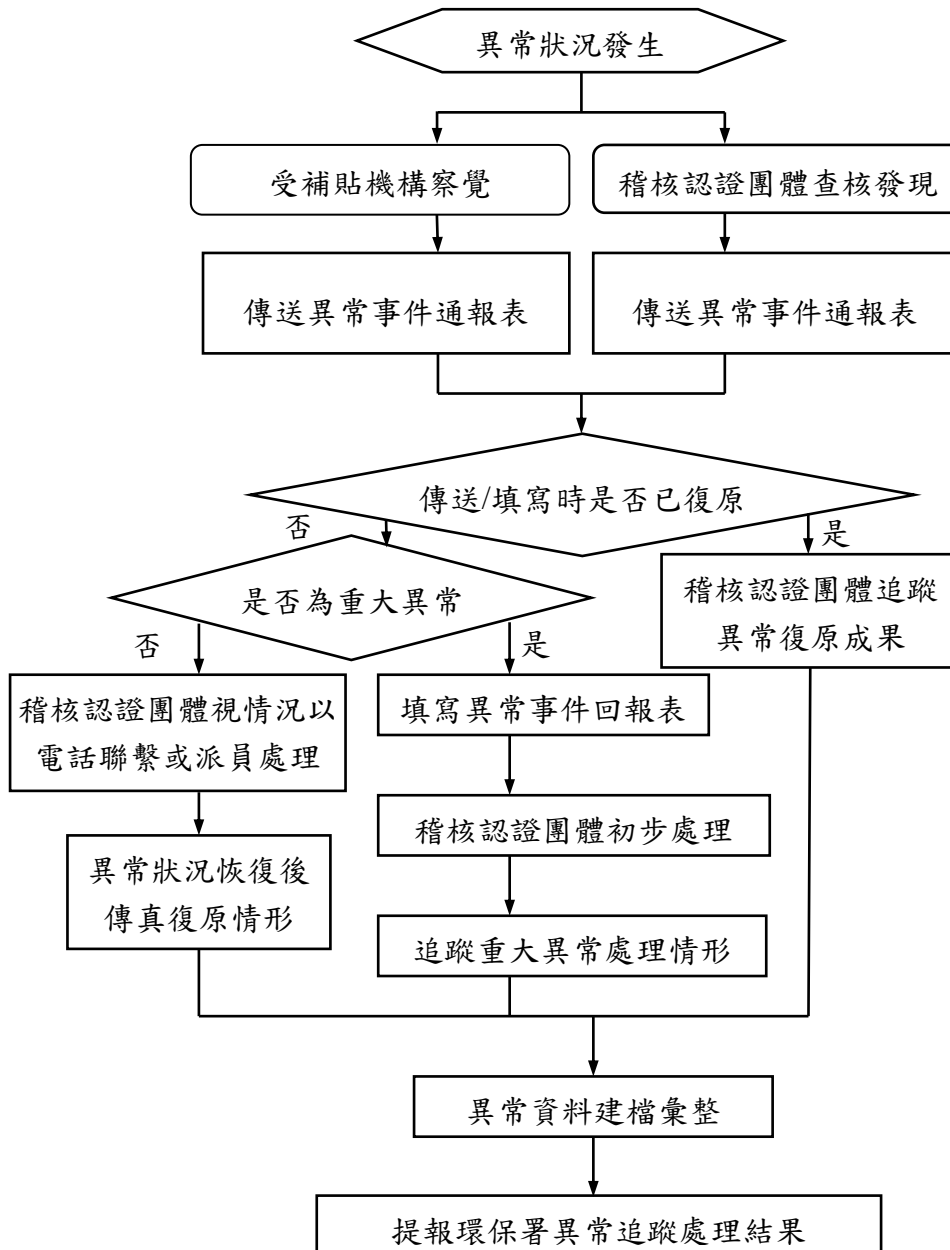 異常狀況發生
受補貼機構察覺
稽核認證團體查核發現
傳送異常事件通報表
傳送異常事件通報表
傳送/填寫時是否已復原
否
是
是否為重大異常
稽核認證團體追蹤
異常復原成果
否
是
稽核認證團體視情況以
電話聯繫或派員處理
填寫異常事件回報表
稽核認證團體初步處理
異常狀況恢復後
傳真復原情形
追蹤重大異常處理情形
異常資料建檔彙整
提報環保署異常追蹤處理結果